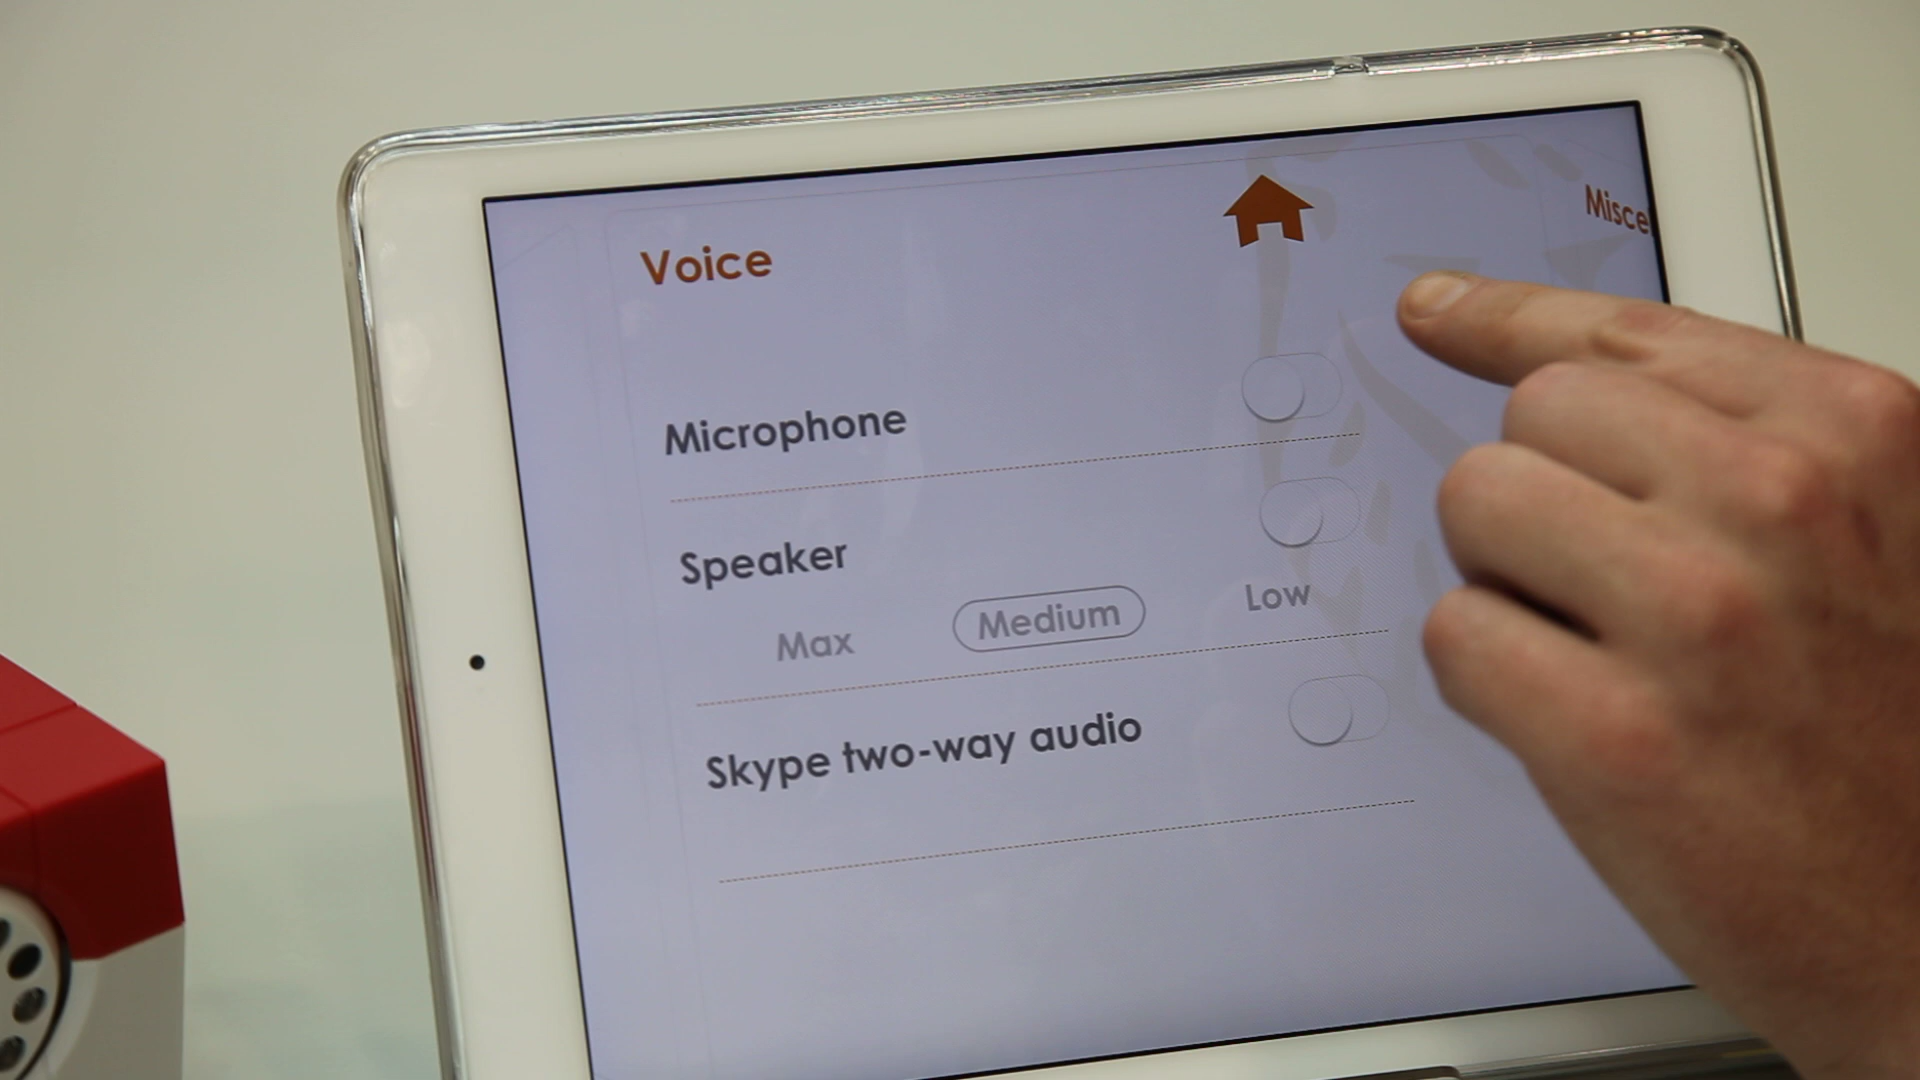 Voice
Misce
Microphone
Speaker
Max Medium Low
Skype two-way audio